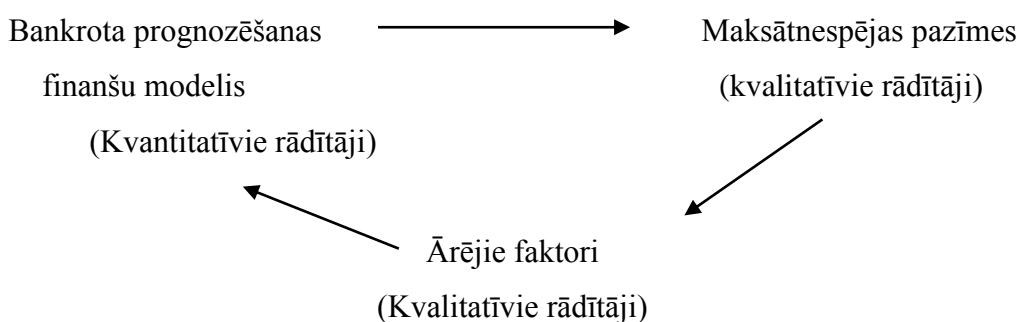 Bankrota prognozēšanas
finanšu modelis
(Kvantitatīvie rādītāji)
Maksātnespējas pazīmes
(kvalitatīvie rādītāji)
Ārējie faktori
(Kvalitatīvie rādītāji)